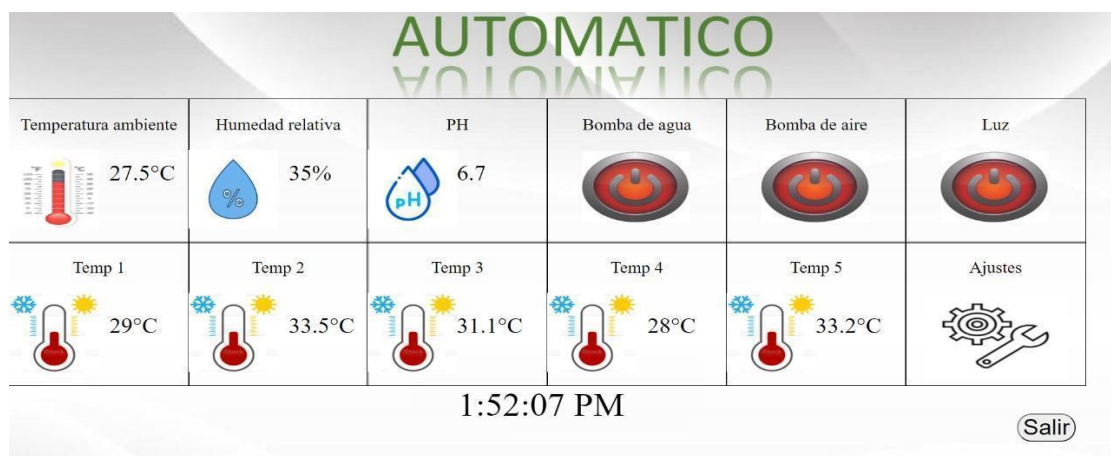 AUTOMATICO
Temperatura ambiente Humedad relativa PH Bomba de agua Bomba de aire Luz
°F °C 27.5°C % 35% pH 6.7
Temp 1 Temp 2 Temp 3 Temp 4 Temp 5 Ajustes
29°C 33.5°C 31.1°C 28°C 33.2°C
1:52:07 PM
Salir